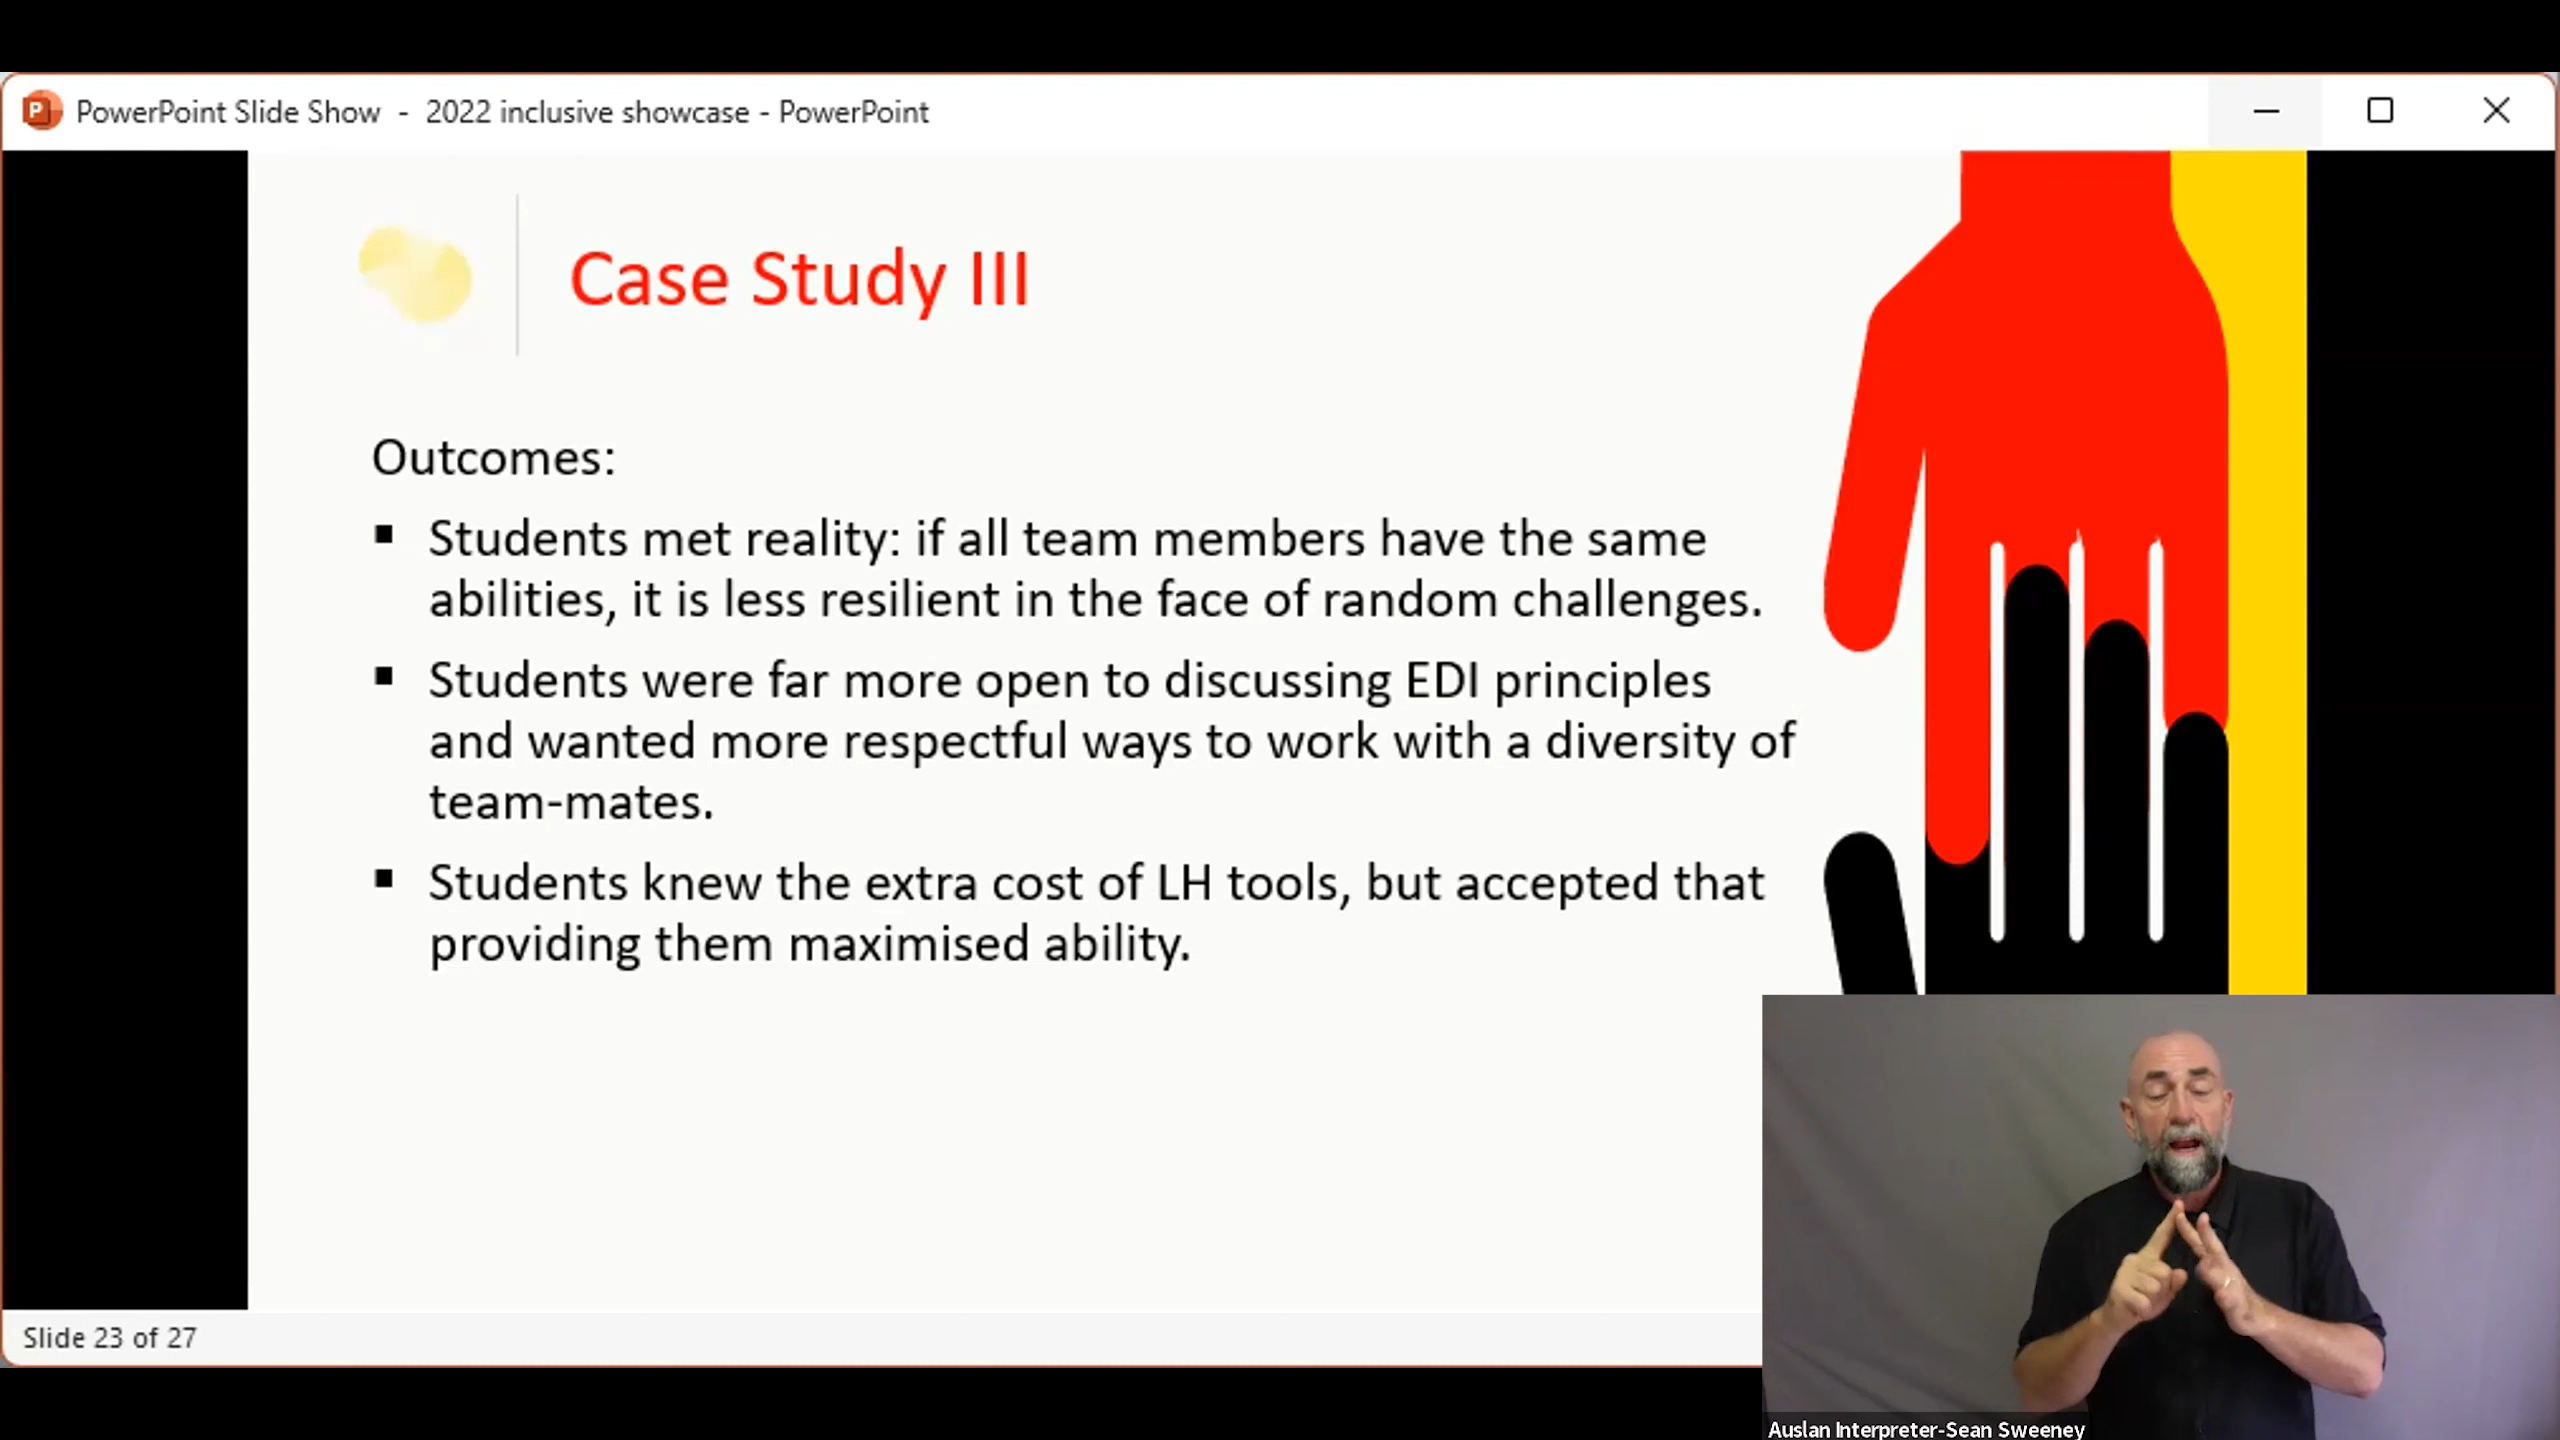 PowerPoint Slide Show - 2022 inclusive showcase - PowerPoint
Case Study III
Outcomes:
▪ Students met reality: if all team members have the same
abilities, it is less resilient in the face of random challenges.
▪ Students were far more open to discussing EDI principles
and wanted more respectful ways to work with a diversity of
team-mates.
▪ Students knew the extra cost of LH tools, but accepted that
providing them maximised ability.
Slide 23 of 27
Auslan Interpreter-Sean Sweeney